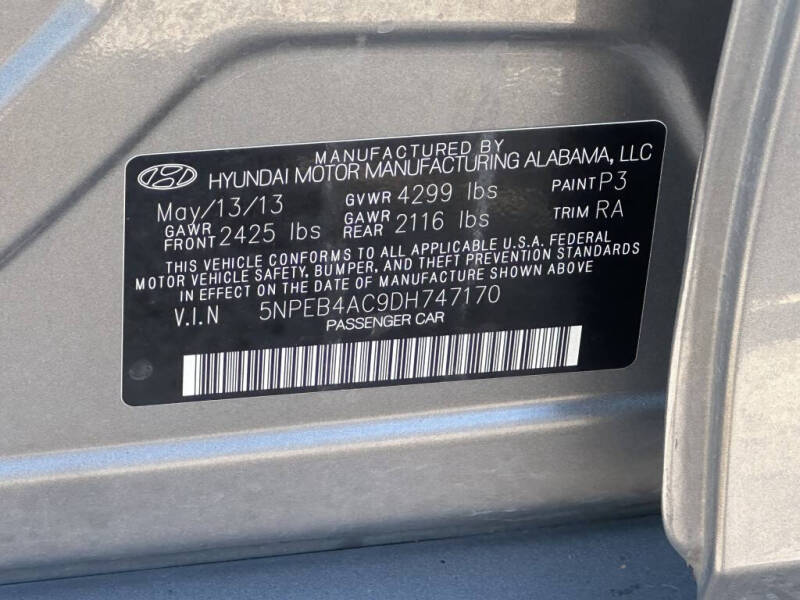 MANUFACTURED BY
HYUNDAI MOTOR MANUFACTURING ALABAMA, LLC
May/13/13 GVWR 4299 lbs PAINT P3
GAWR FRONT 2425 lbs GAWR REAR 2116 lbs TRIM RA
THIS VEHICLE CONFORMS TO ALL APPLICABLE U.S.A. FEDERAL
MOTOR VEHICLE SAFETY, BUMPER, AND THEFT PREVENTION STANDARDS
IN EFFECT ON THE DATE OF MANUFACTURE SHOWN ABOVE
V.I.N 5NPEB4AC9DH747170
PASSENGER CAR